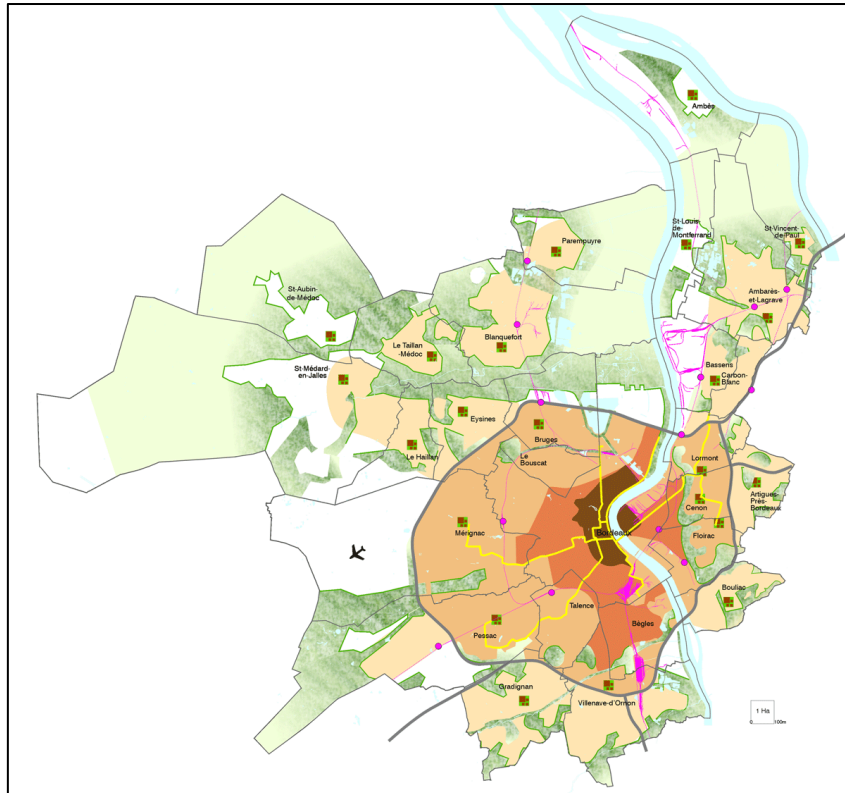 Ambès
St-Louis
de-
Montferrand
St-Vincent
de-Paul
Parempuyre
St-Aubin-
de-Médoc
Ambarès-
et-Lagrave
Blanquefort
Le Taillan
-Médoc
St-Médard-
en-Jalles
Bassens
Carbon-
Blanc
Eysines
Bruges
Le Haillan
Le
Bouscat
Lormont
Artigues-
Près-
Bordeaux
Cenon
Mérignac
Bordeaux
Floirac
Bouliac
Talence
Bègles
Pessac
Gradignan
Villenave-d'Ornon
1 Ha
0 100m